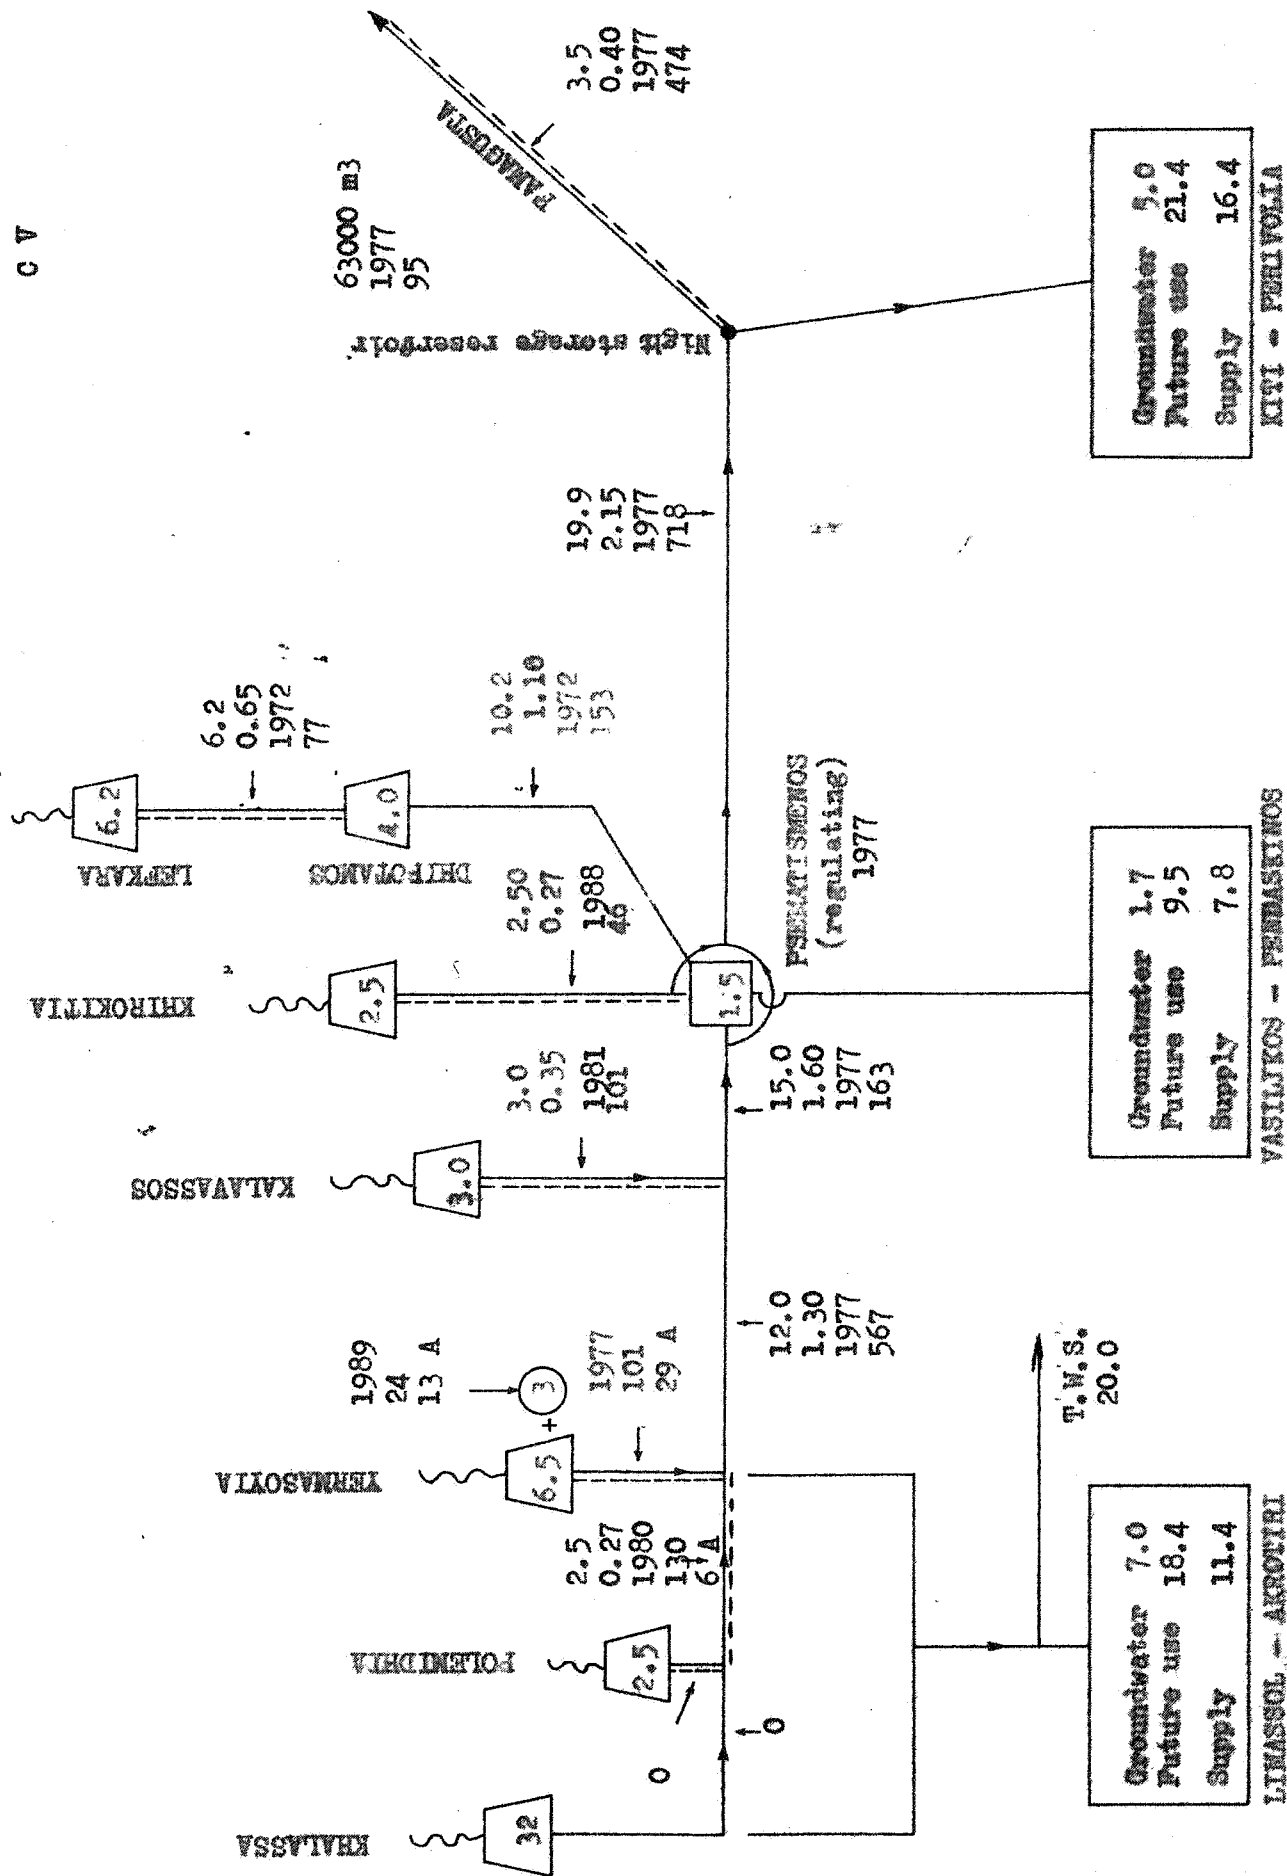 C V
63000 m3
1977
95
Night storage reservoir
FAMAGUSTA
3.5
0.40
1977
474
19.9
2.15
1977
718
LEFKARA
6.2
6.2
0.65
1972
77
DHIPOTAMOS
4.0
10.2
1.10
1972
153
KHIROKITIA
2.5
2.50
0.27
1988
46
1.5
PSEMATISMENOS
(regulating)
1977
KALAVASSOS
3.0
3.0
0.35
1981
101
15.0
1.60
1977
163
YERMASOYIA
6.5
+
3
1989
24
13 A
1977
101
29 A
12.0
1.30
1977
567
POLEMIDHIA
2.5
2.5
0.27
1980
130
6 A
0
0
KHALASSA
32
T.W.S.
20.0
Groundwater 7.0
Future use 18.4
Supply 11.4
LIMASSOL - AKROTIRI
Groundwater 1.7
Future use 9.5
Supply 7.8
VASILIKOS - PENDASKINOS
Groundwater 5.0
Future use 21.4
Supply 16.4
KITI - PERIVOLIA